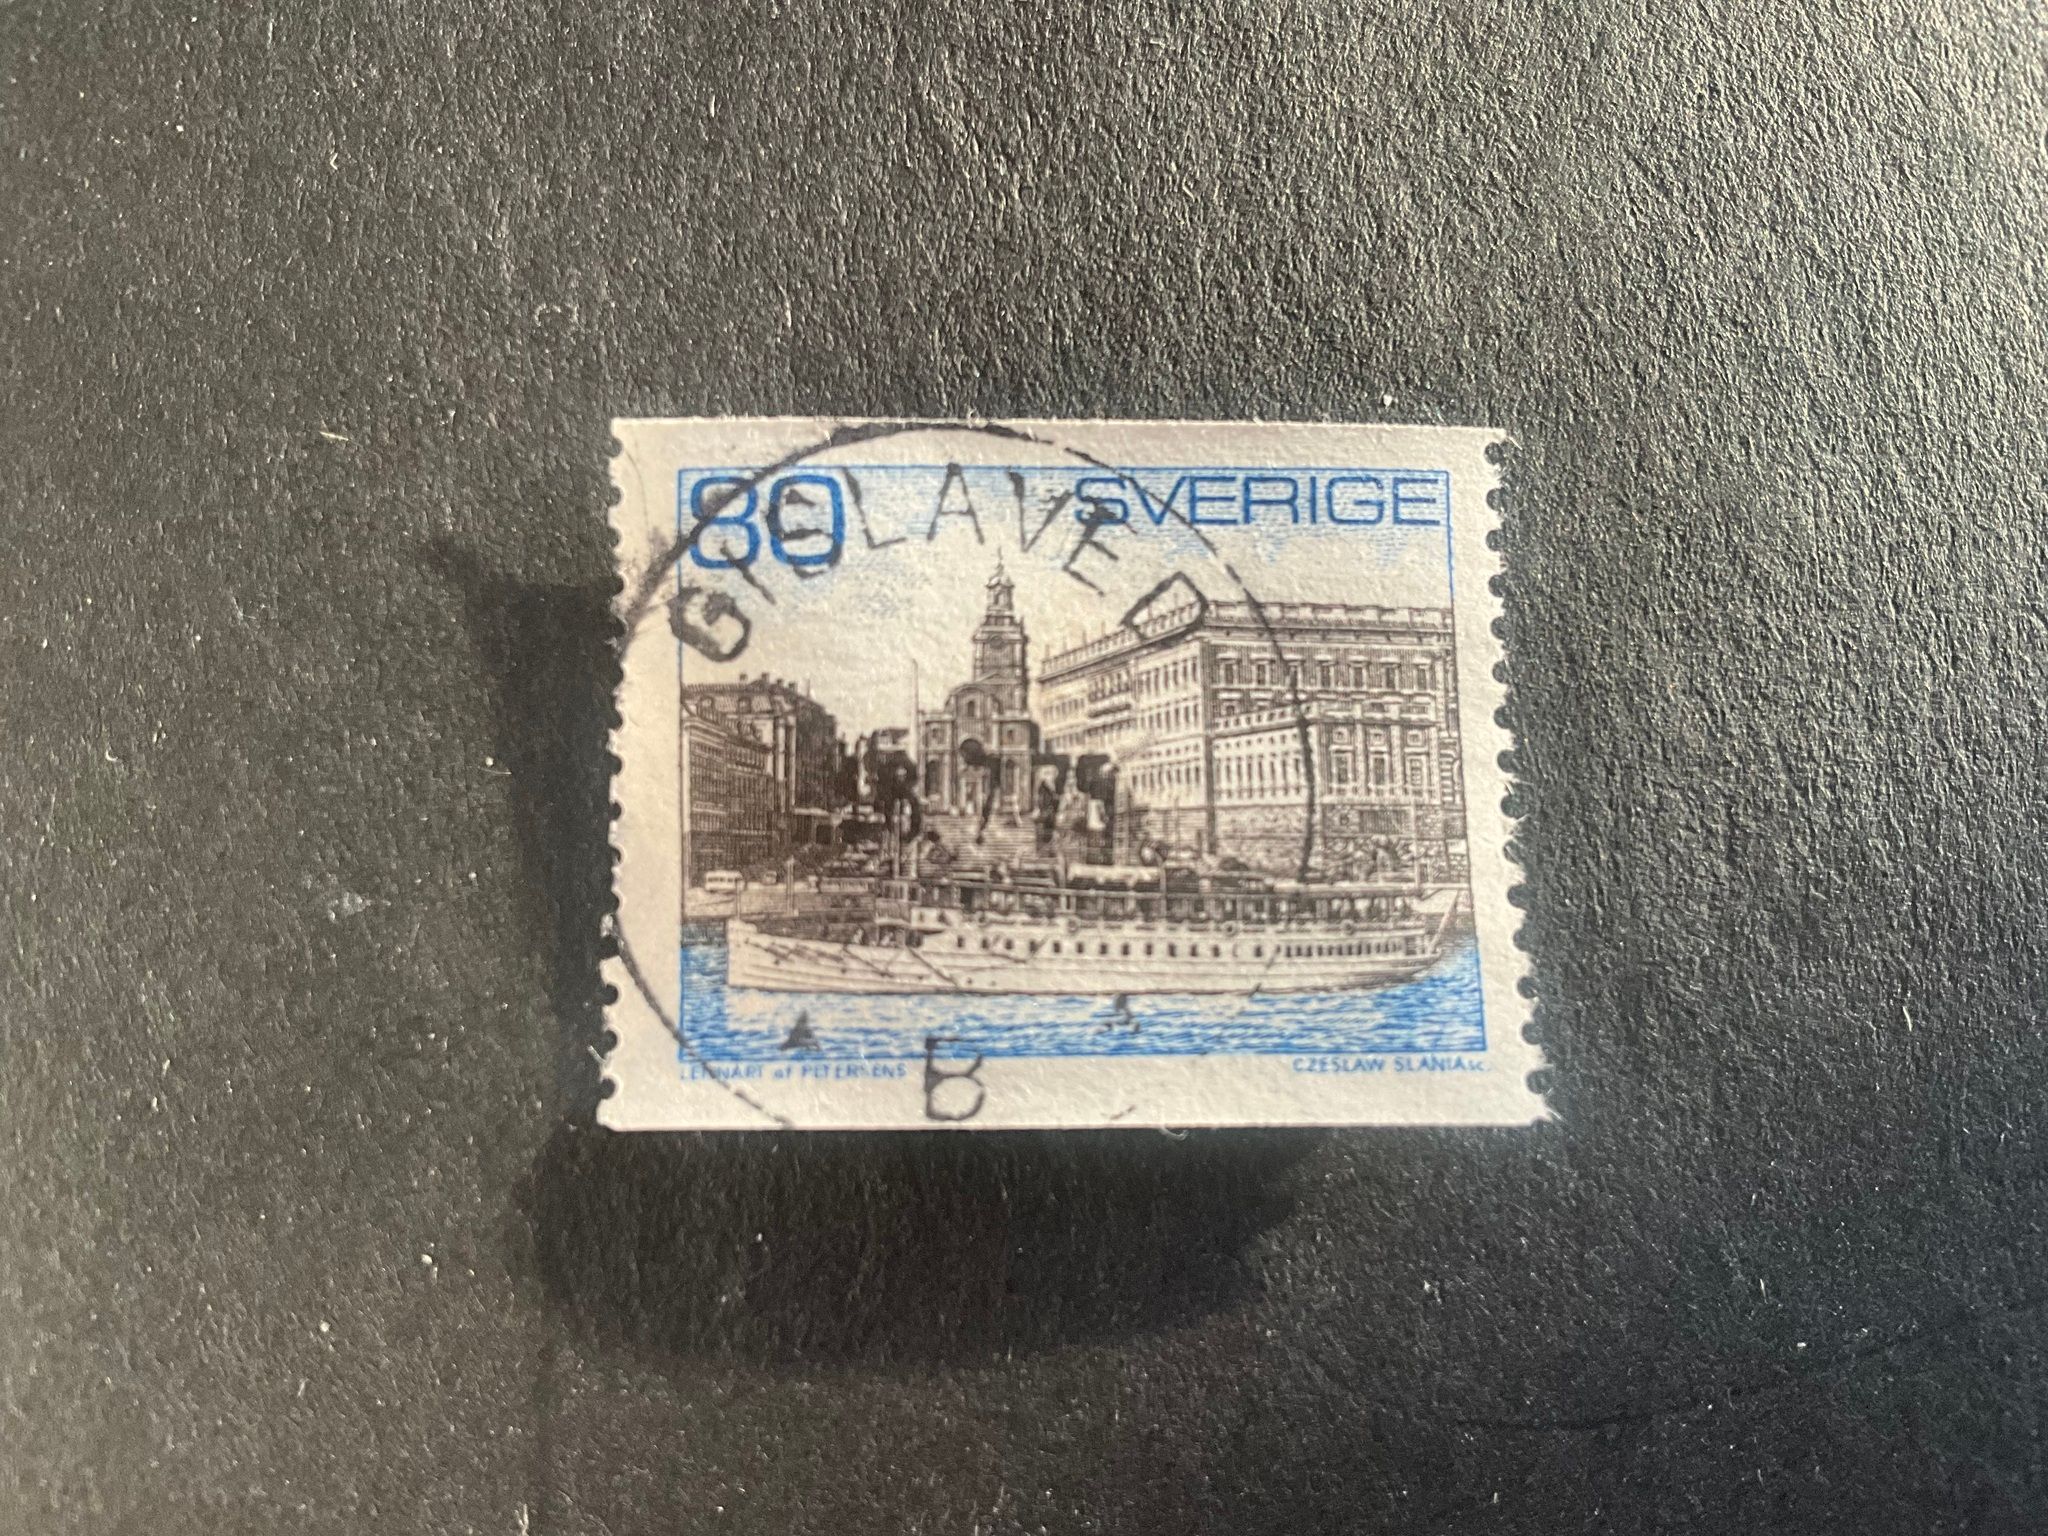 80 SVERIGE
GISLAVED
LENNART af PETERSENS
CZESLAW SLANIA sc.
B